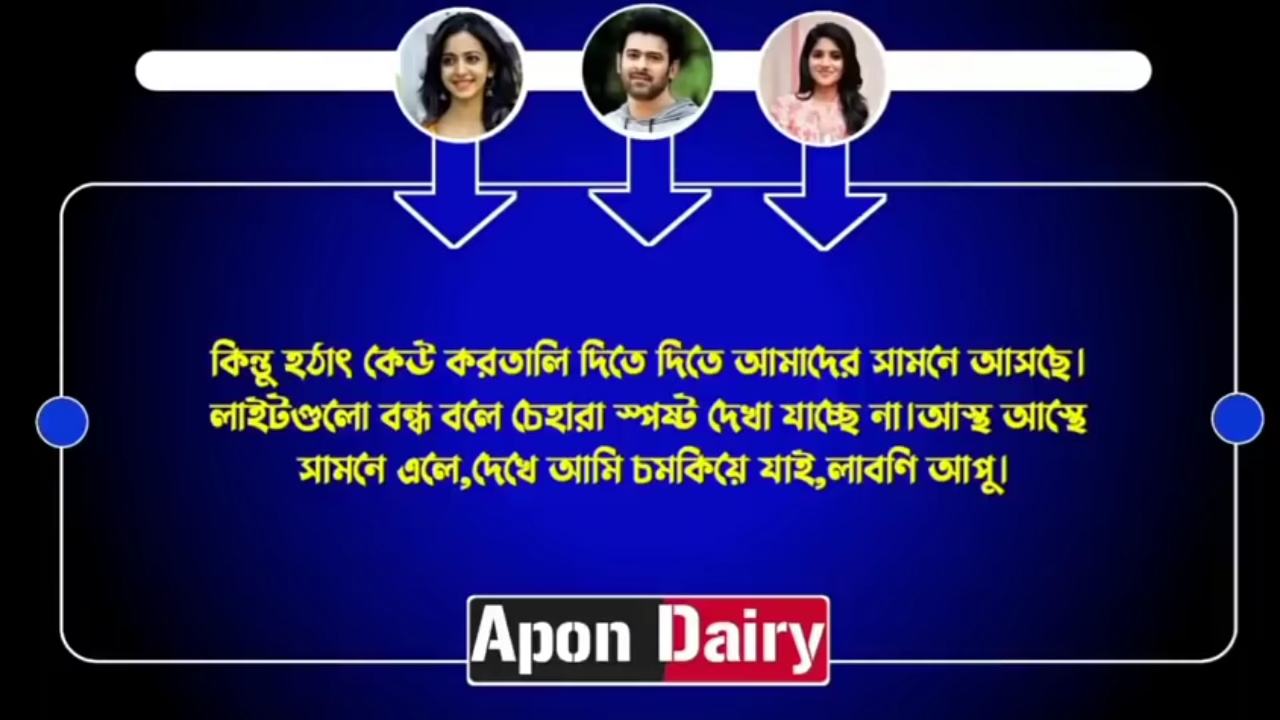 কিন্তু হঠাৎ কেউ করতালি দিতে দিতে আমাদের সামনে আসছে।
লাইটগুলো বন্ধ বলে চেহারা স্পষ্ট দেখা যাচ্ছে না।আস্থ আস্থে
সামনে এলে,দেখে আমি চমকিয়ে যাই,লাবণি আপু।
Apon Dairy